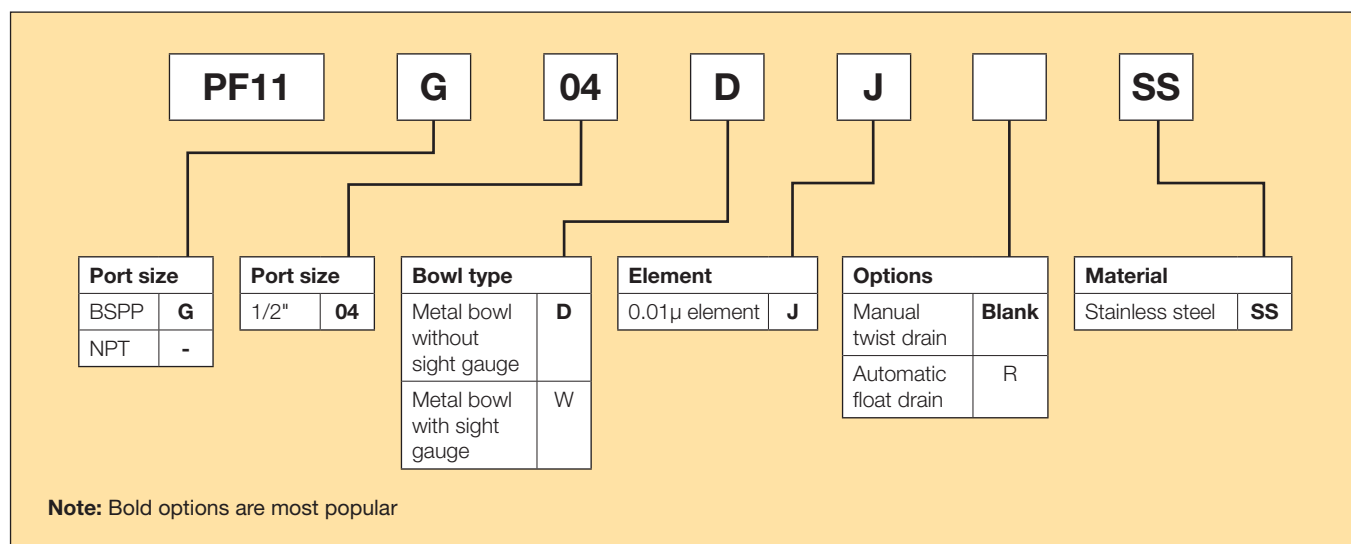 PF11 G 04 D J SS
Port size
BSPP G
NPT -
Port size
1/2" 04
Bowl type
Metal bowl D
without
sight gauge
Metal bowl W
with sight
gauge
Element
0.01µ element J
Options
Manual Blank
twist drain
Automatic R
float drain
Material
Stainless steel SS
Note: Bold options are most popular